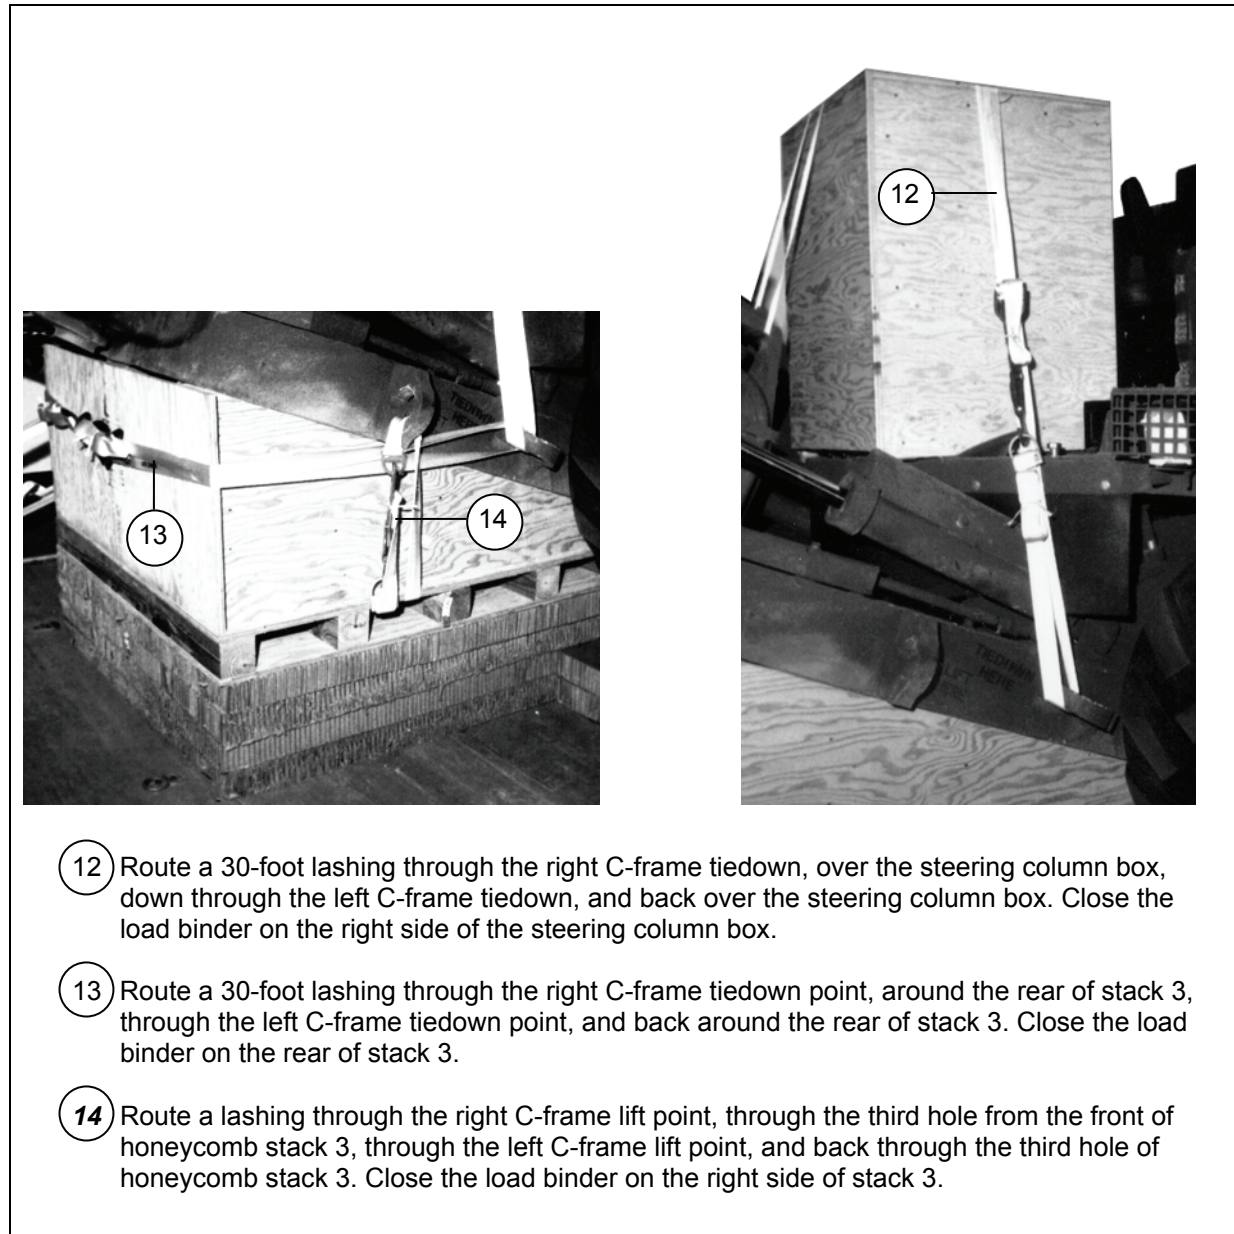 12
13
14
TIEDOWN
HERE
TIEDOWN
HERE
LIFT
12 Route a 30-foot lashing through the right C-frame tiedown, over the steering column box,
down through the left C-frame tiedown, and back over the steering column box. Close the
load binder on the right side of the steering column box.
13 Route a 30-foot lashing through the right C-frame tiedown point, around the rear of stack 3,
through the left C-frame tiedown point, and back around the rear of stack 3. Close the load
binder on the rear of stack 3.
14 Route a lashing through the right C-frame lift point, through the third hole from the front of
honeycomb stack 3, through the left C-frame lift point, and back through the third hole of
honeycomb stack 3. Close the load binder on the right side of stack 3.